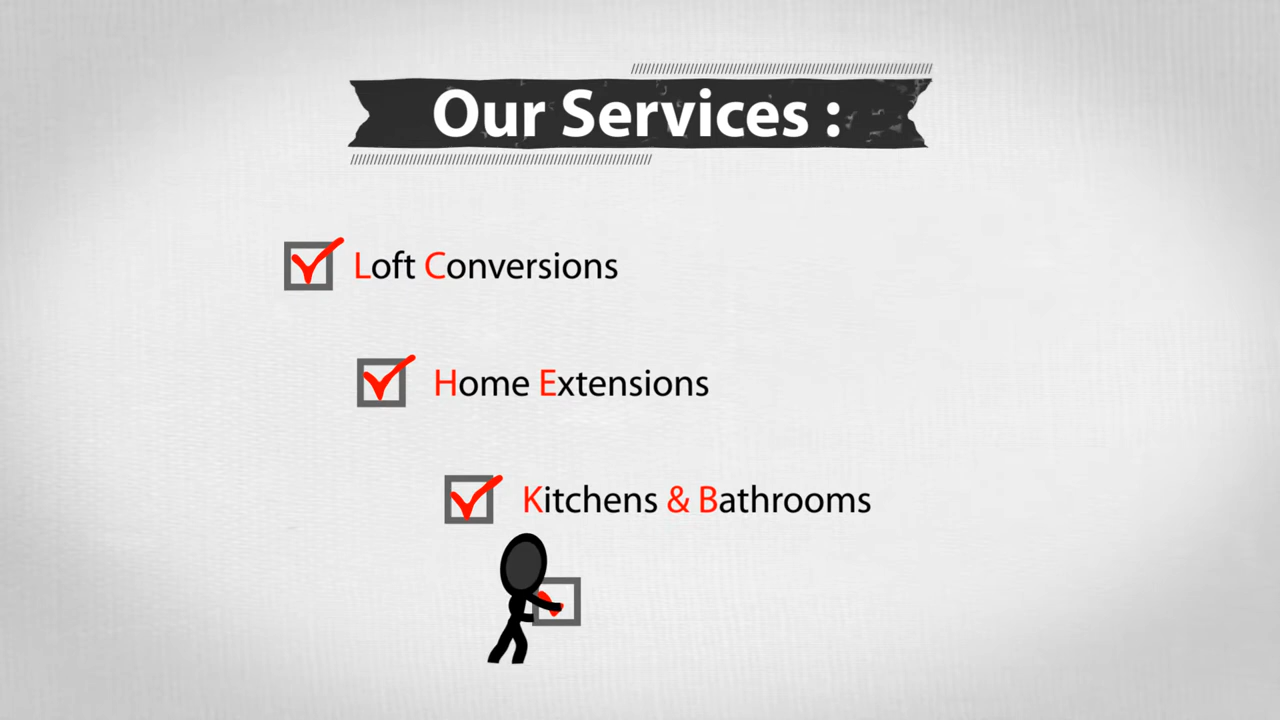 Our Services :
Loft Conversions
Home Extensions
Kitchens & Bathrooms